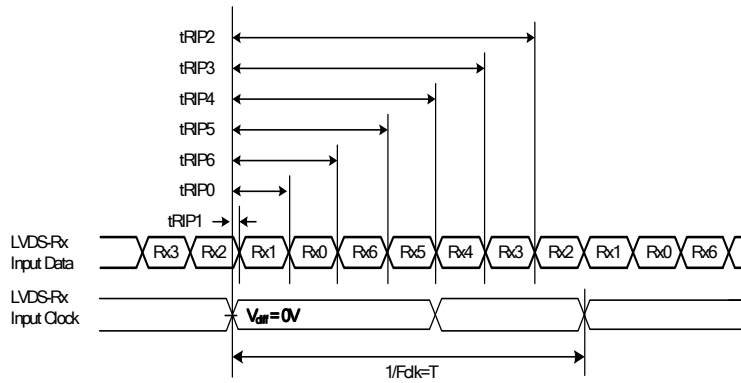 tRIP2
tRIP3
tRIP4
tRIP5
tRIP6
tRIP0
tRIP1
LVDS-Rx
Input Data
Rx3 Rx2 Rx1 Rx0 Rx6 Rx5 Rx4 Rx3 Rx2 Rx1 Rx0 Rx6
LVDS-Rx
Input Clock
Vdiff = 0V
1/Fclk=T